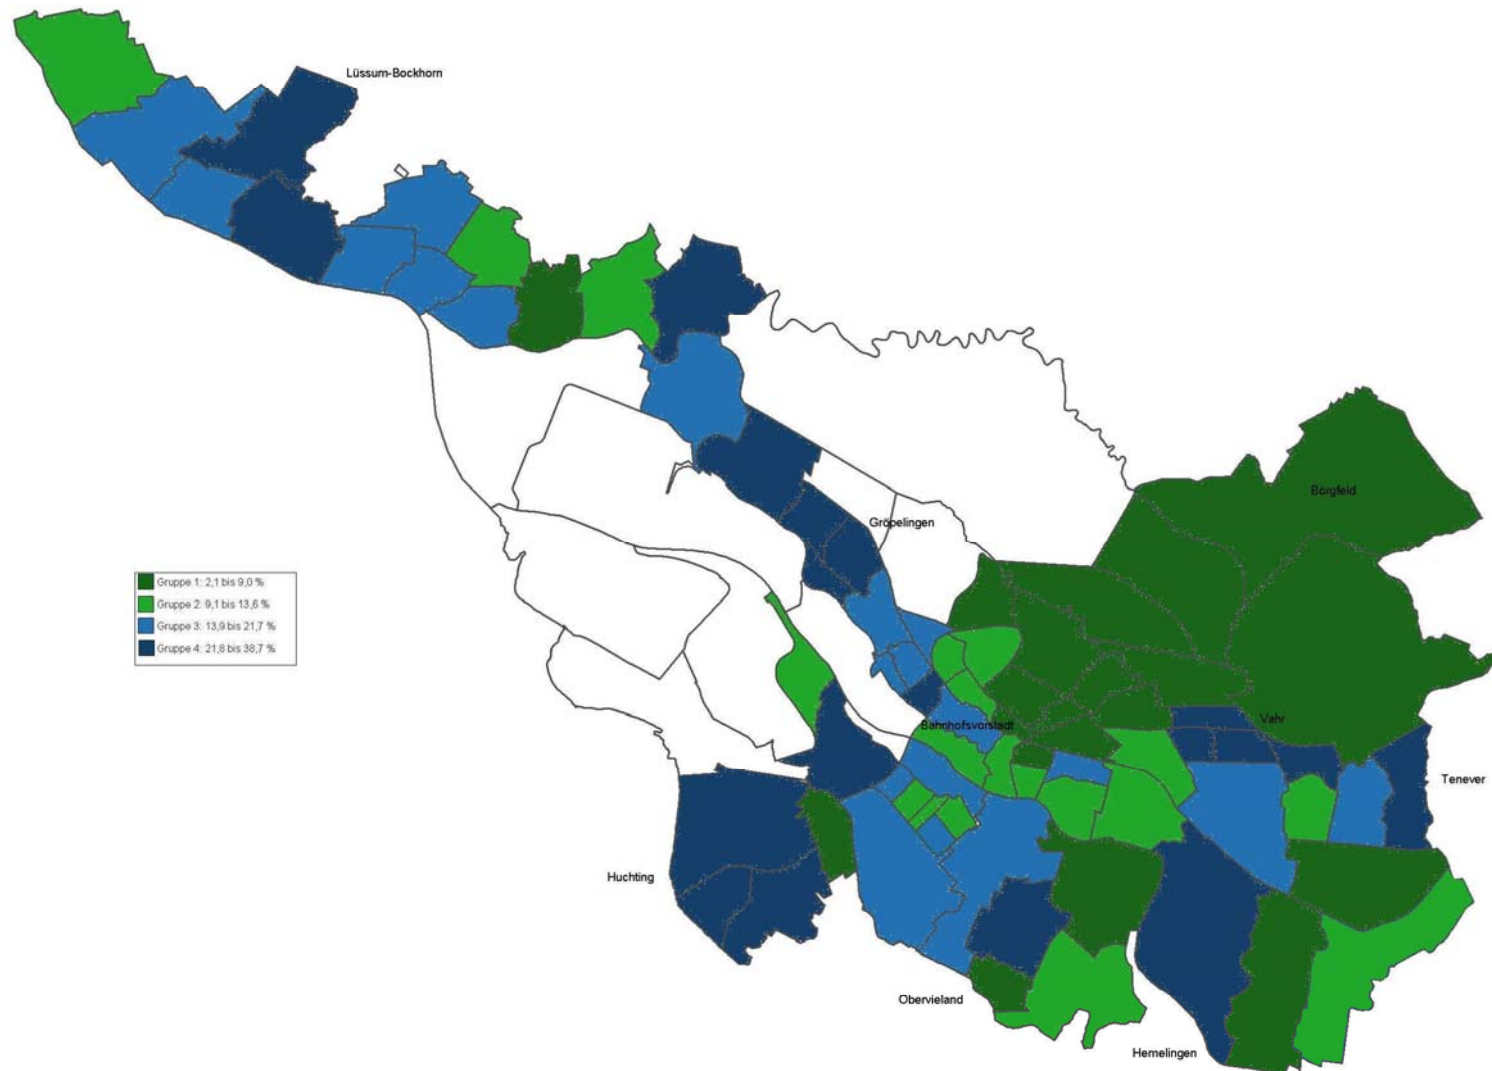 Lüssum-Bockhorn
Borgfeld
Gröpelingen
Gruppe 1: 2,1 bis 9,0 %
Gruppe 2: 9,1 bis 13,6 %
Gruppe 3: 13,9 bis 21,7 %
Gruppe 4: 21,8 bis 38,7 %
Bahnhofsvorstadt
Vahr
Tenever
Huchting
Obervieland
Hemelingen